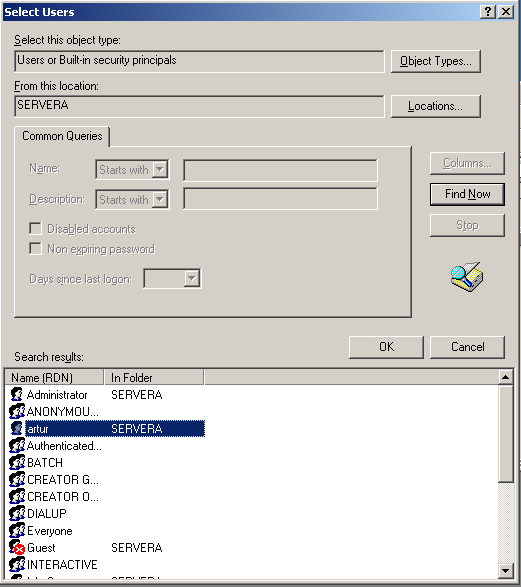 Select Users
Select this object type:
Users or Built-in security principals
Object Types...
From this location:
SERVERA
Locations...
Common Queries
Name: Starts with
Columns...
Description: Starts with
Find Now
Disabled accounts
Stop
Non expiring password
Days since last logon:
OK Cancel
Search results:
Name (RDN) In Folder
Administrator SERVERA
ANONYMOU...
artur SERVERA
Authenticated...
BATCH
CREATOR G...
CREATOR O...
DIALUP
Everyone
Guest SERVERA
INTERACTIVE